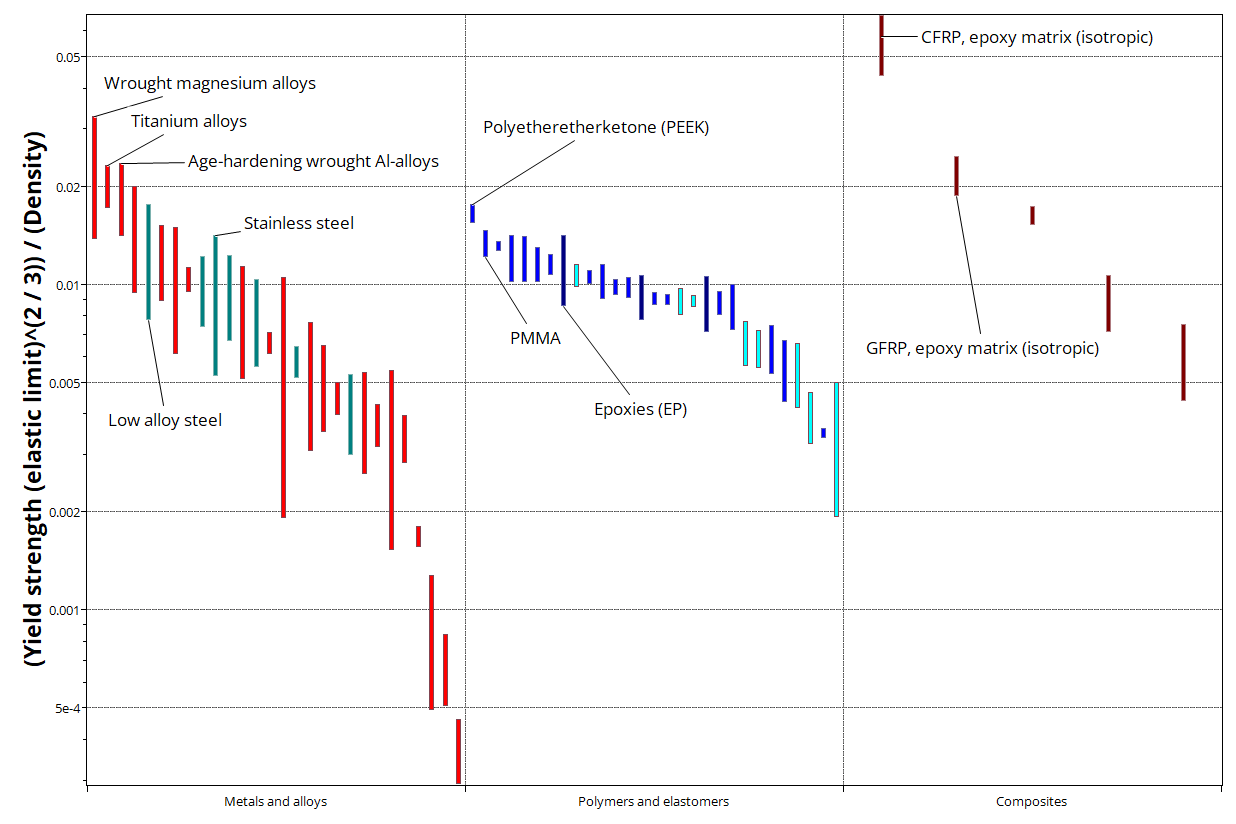 (Yield strength (elastic limit)^(2 / 3)) / (Density)
0.05
0.02
0.01
0.005
0.002
0.001
5e-4
Wrought magnesium alloys
Titanium alloys
Age-hardening wrought Al-alloys
Stainless steel
Low alloy steel
Polyetheretherketone (PEEK)
PMMA
Epoxies (EP)
CFRP, epoxy matrix (isotropic)
GFRP, epoxy matrix (isotropic)
Metals and alloys
Polymers and elastomers
Composites